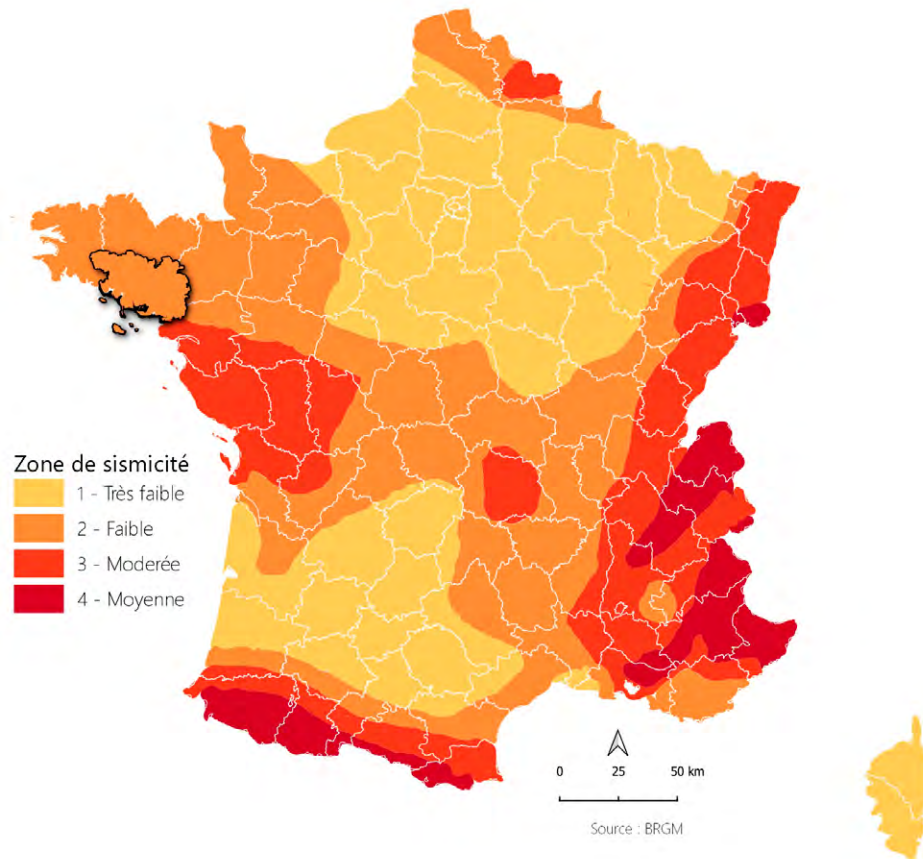 Zone de sismicité
1 - Très faible
2 - Faible
3 - Moderée
4 - Moyenne
0 25 50 km
Source : BRGM